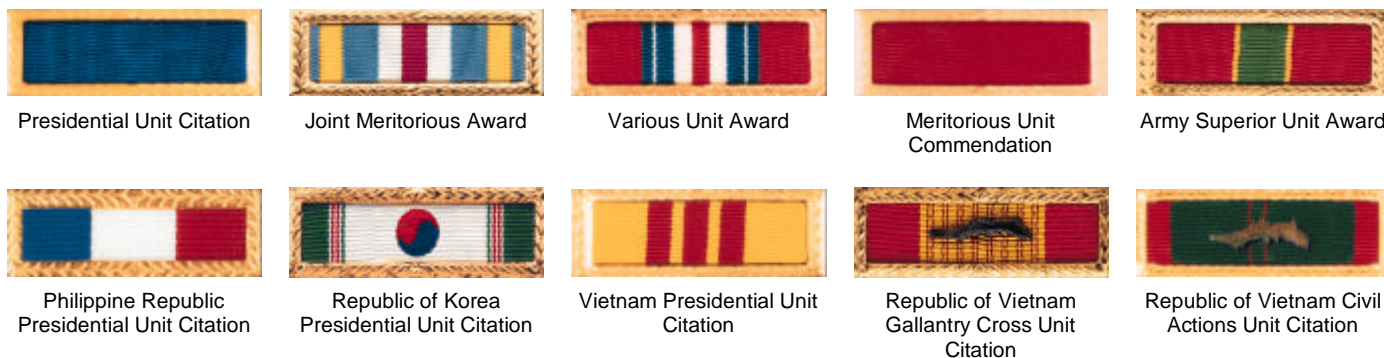 Presidential Unit Citation
Joint Meritorious Award
Various Unit Award
Meritorious Unit
Commendation
Army Superior Unit Award
Philippine Republic
Presidential Unit Citation
Republic of Korea
Presidential Unit Citation
Vietnam Presidential Unit
Citation
Republic of Vietnam
Gallantry Cross Unit
Citation
Republic of Vietnam Civil
Actions Unit Citation